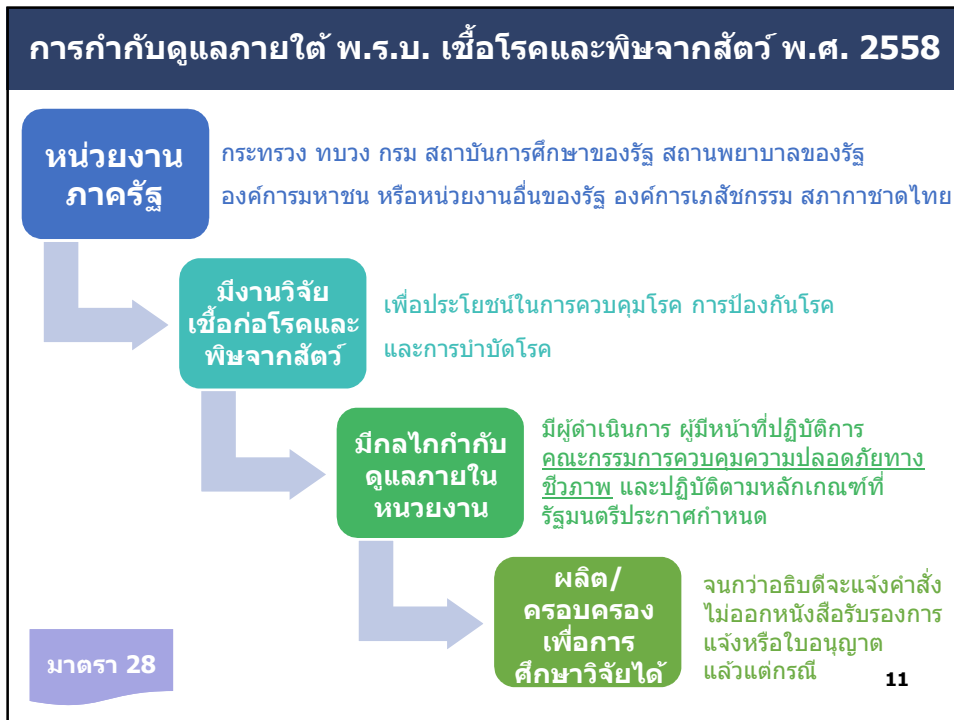 การกำกับดูแลภายใต้ พ.ร.บ. เชื้อโรคและพิษจากสัตว์ พ.ศ. 2558
หน่วยงาน
ภาครัฐ
กระทรวง ทบวง กรม สถาบันการศึกษาของรัฐ สถานพยาบาลของรัฐ
องค์การมหาชน หรือหน่วยงานอื่นของรัฐ องค์การเภสัชกรรม สภากาชาดไทย
มีงานวิจัย
เชื้อก่อโรคและ
พิษจากสัตว์
เพื่อประโยชน์ในการควบคุมโรค การป้องกันโรค
และการบำบัดโรค
มีกลไกกำกับ
ดูแลภายใน
หนวยงาน
มีผู้ดำเนินการ ผู้มีหน้าที่ปฏิบัติการ
คณะกรรมการควบคุมความปลอดภัยทาง
ชีวภาพ และปฏิบัติตามหลักเกณฑ์ที่
รัฐมนตรีประกาศกำหนด
ผลิต/
ครอบครอง
เพื่อการ
ศึกษาวิจัยได้
จนกว่าอธิบดีจะแจ้งคำสั่ง
ไม่ออกหนังสือรับรองการ
แจ้งหรือใบอนุญาต
แล้วแต่กรณี
มาตรา 28
11